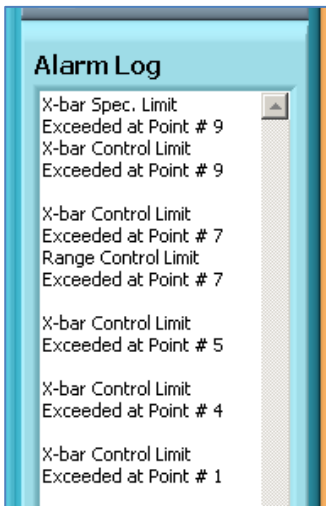 Alarm Log
X-bar Spec. Limit
Exceeded at Point # 9
X-bar Control Limit
Exceeded at Point # 9
X-bar Control Limit
Exceeded at Point # 7
Range Control Limit
Exceeded at Point # 7
X-bar Control Limit
Exceeded at Point # 5
X-bar Control Limit
Exceeded at Point # 4
X-bar Control Limit
Exceeded at Point # 1